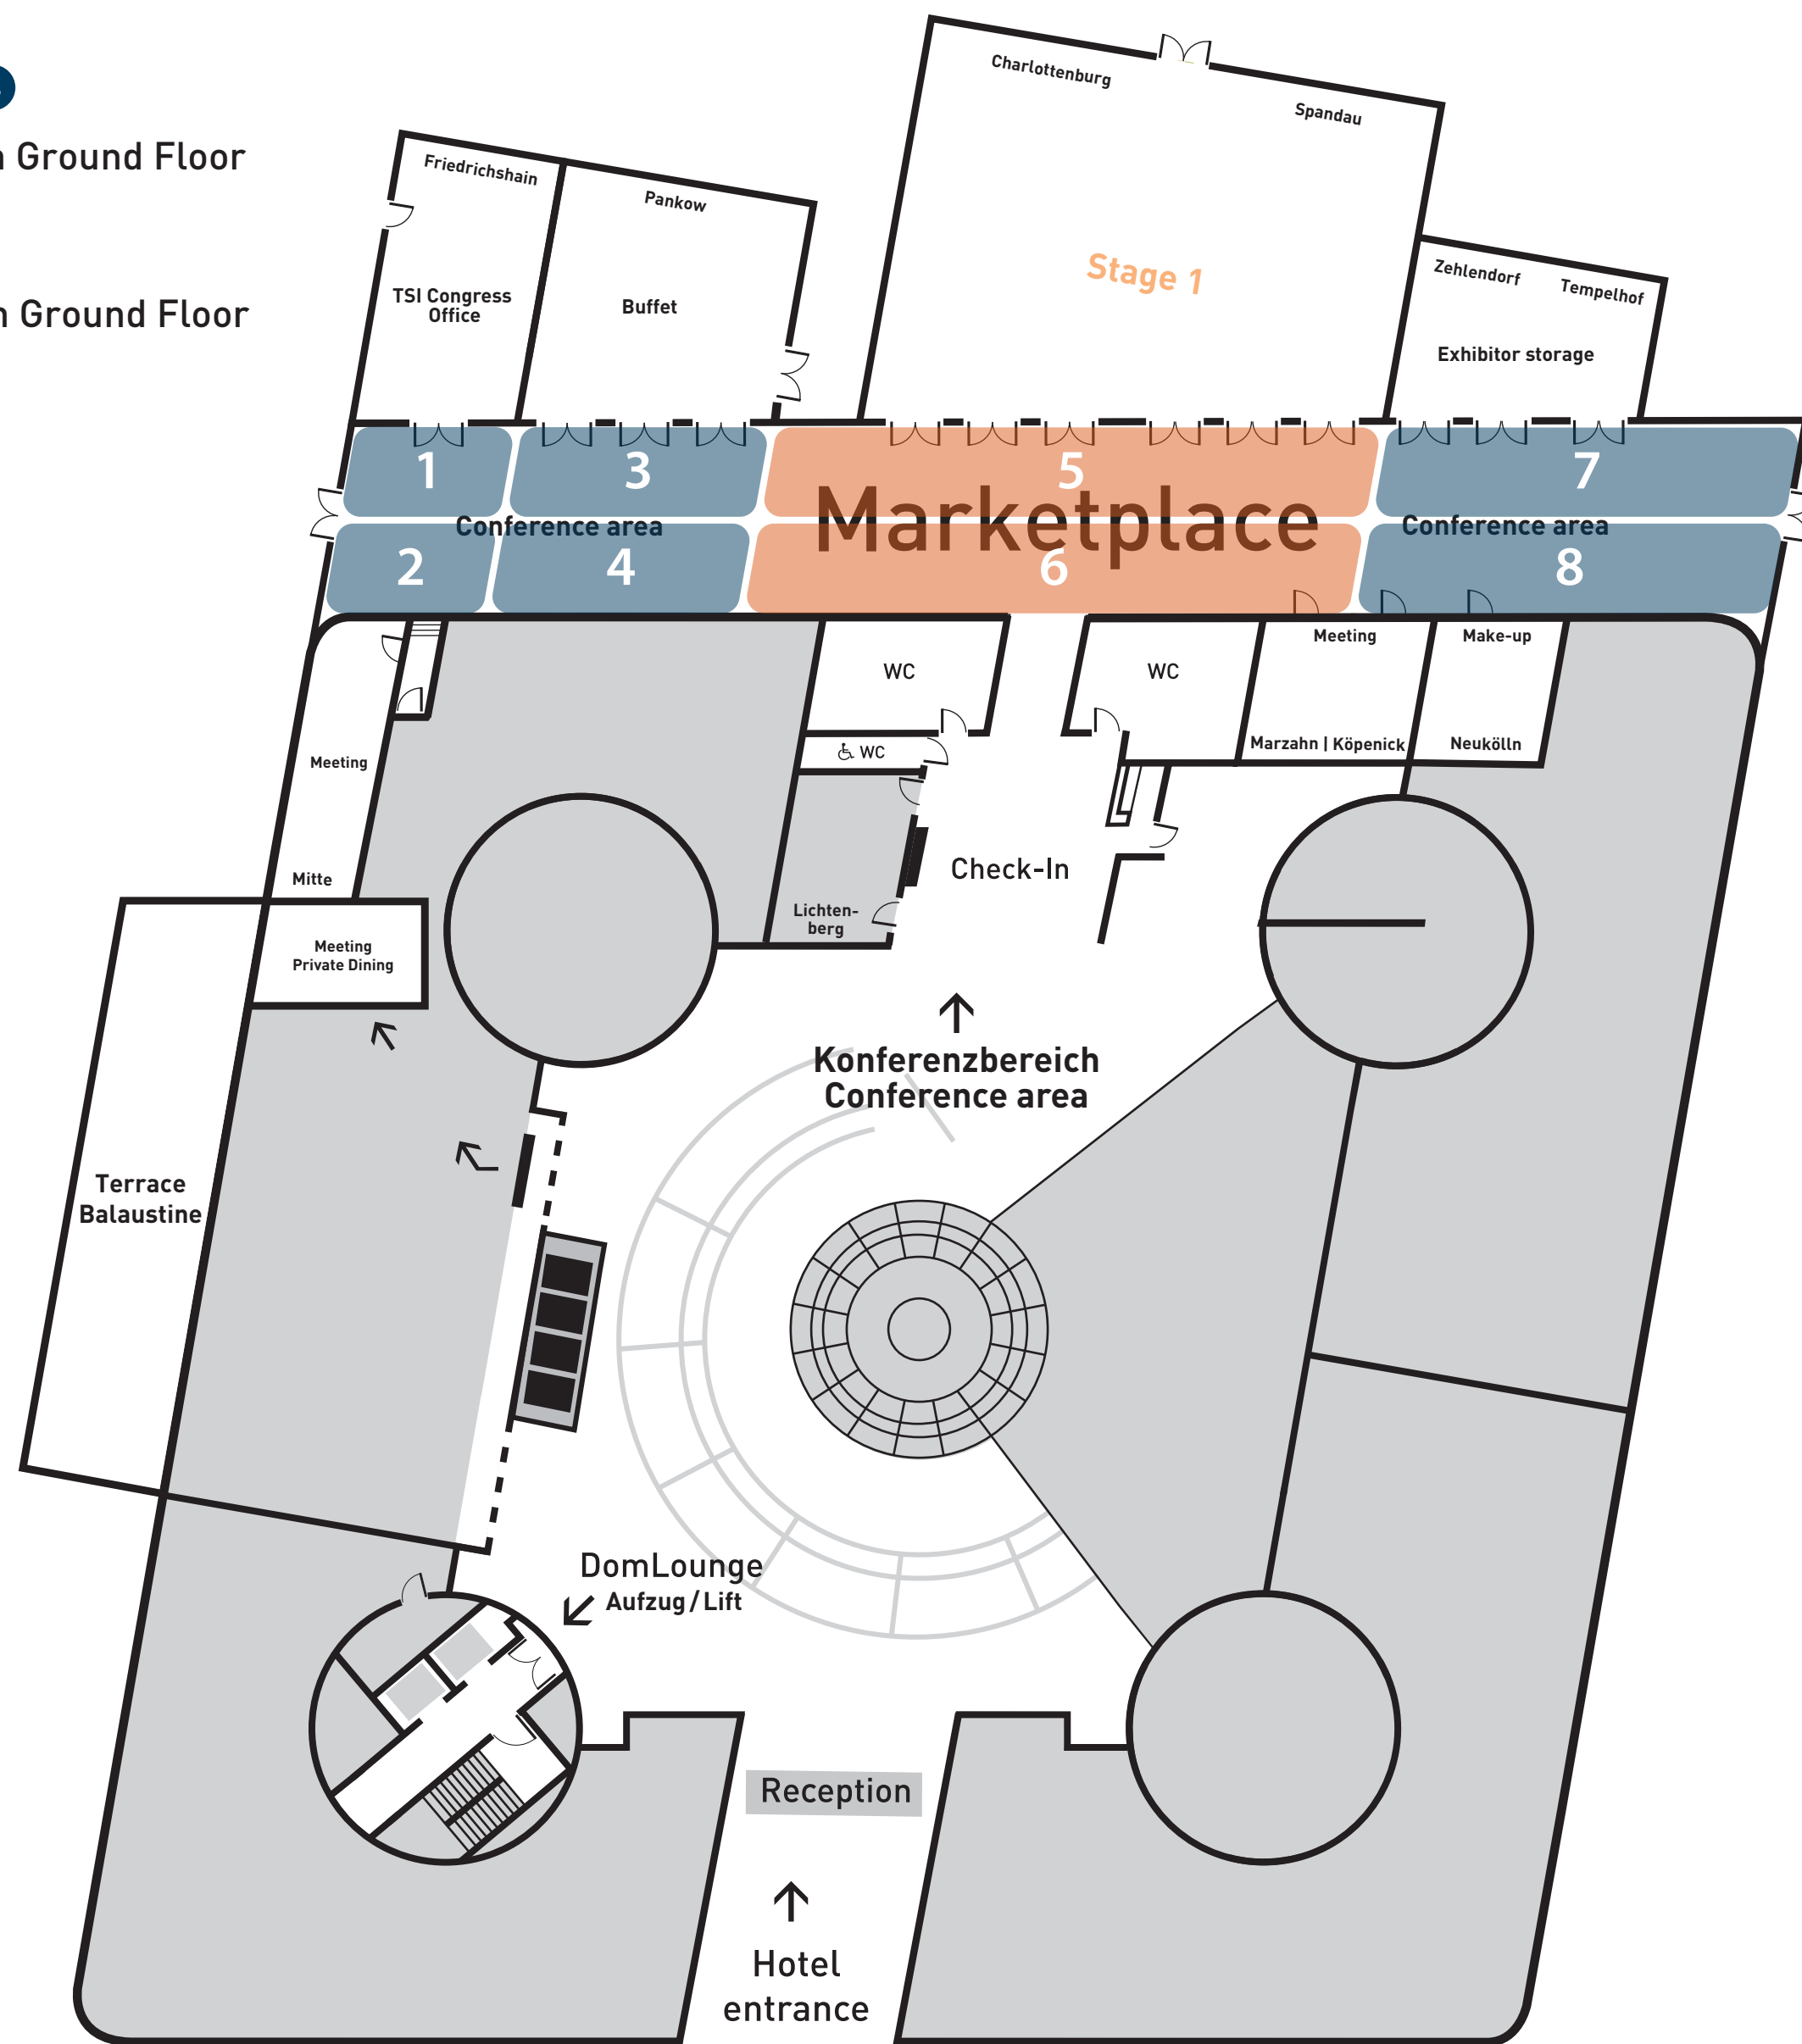 Ground Floor
Ground Floor
Charlottenburg
Spandau
Friedrichshain
Pankow
Stage 1
Zehlendorf
Tempelhof
TSI Congress
Office
Buffet
Exhibitor storage
1
3
5
7
Marketplace
Conference area
Conference area
2
4
6
8
WC
WC
Meeting
Make-up
Marzahn | Köpenick
Neukölln
WC
Meeting
Mitte
Check-In
Lichten-
berg
Meeting
Private Dining
Konferenzbereich
Conference area
Terrace
Balaustine
DomLounge
Aufzug / Lift
Reception
Hotel
entrance